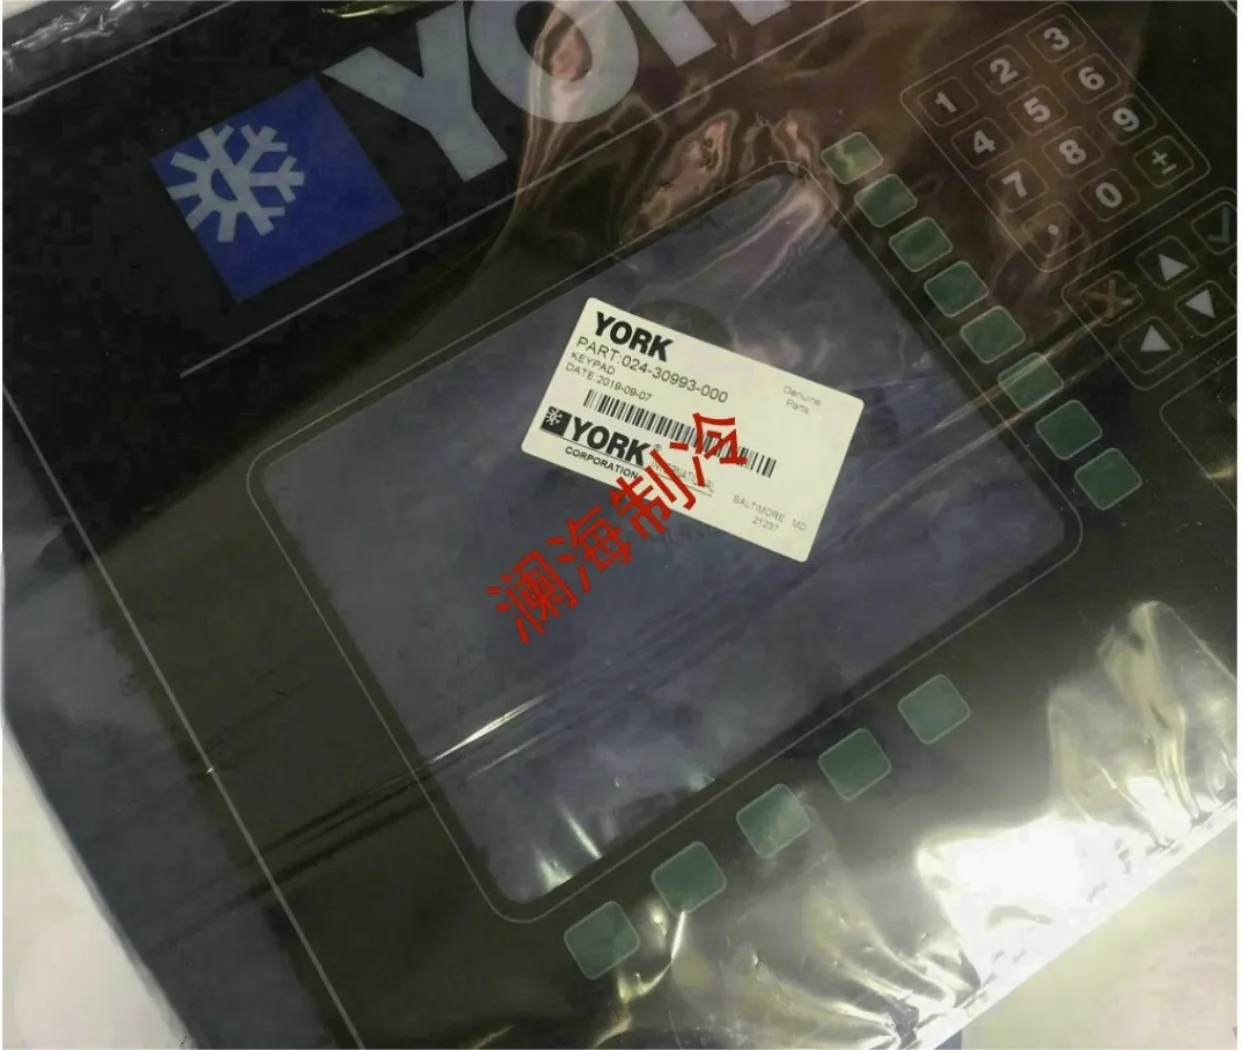 YORK
1 2 3
4 5 6
7 8 9
. 0 ±
YORK
PART:024-30993-000
KEYPAD
DATE:2019-09-07
Genuine
Parts
YORK®
CORPORATION
BALTIMORE MD
澜海制冷